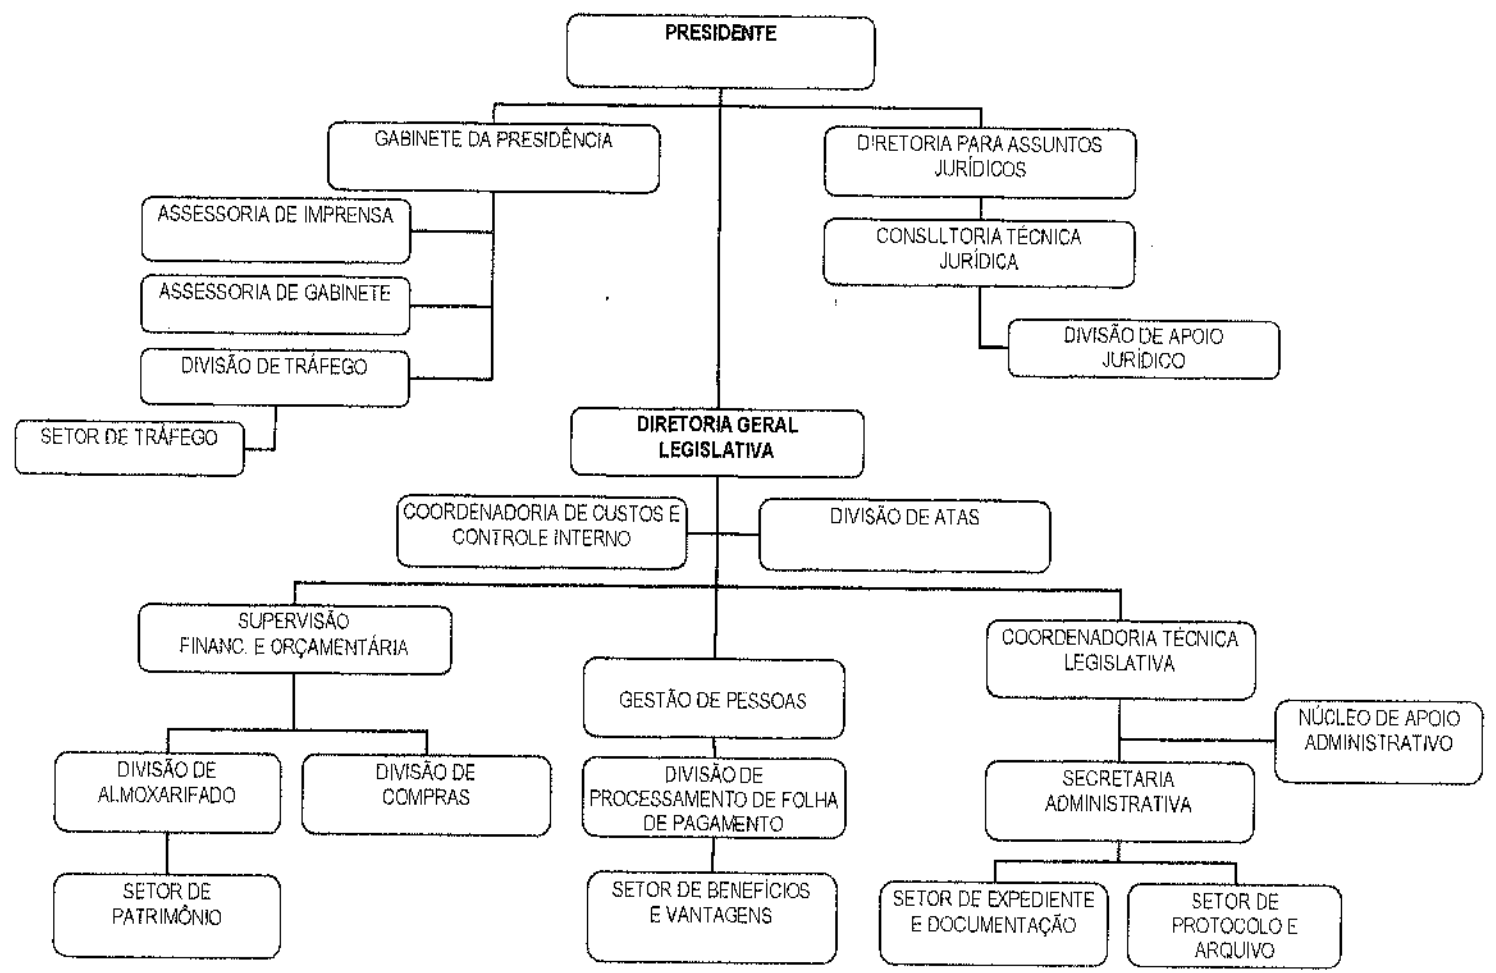 PRESIDENTE
GABINETE DA PRESIDÊNCIA
DIRETORIA PARA ASSUNTOS
JURÍDICOS
ASSESSORIA DE IMPRENSA
CONSULTORIA TÉCNICA
JURÍDICA
ASSESSORIA DE GABINETE
DIVISÃO DE APOIO
JURÍDICO
DIVISÃO DE TRÁFEGO
SETOR DE TRÁFEGO
DIRETORIA GERAL
LEGISLATIVA
COORDENADORIA DE CUSTOS E
CONTROLE INTERNO
DIVISÃO DE ATAS
SUPERVISÃO
FINANC. E ORÇAMENTÁRIA
GESTÃO DE PESSOAS
COORDENADORIA TÉCNICA
LEGISLATIVA
NÚCLEO DE APOIO
ADMINISTRATIVO
DIVISÃO DE
ALMOXARIFADO
DIVISÃO DE
COMPRAS
DIVISÃO DE
PROCESSAMENTO DE FOLHA
DE PAGAMENTO
SECRETARIA
ADMINISTRATIVA
SETOR DE
PATRIMÔNIO
SETOR DE BENEFÍCIOS
E VANTAGENS
SETOR DE EXPEDIENTE
E DOCUMENTAÇÃO
SETOR DE
PROTOCOLO E
ARQUIVO